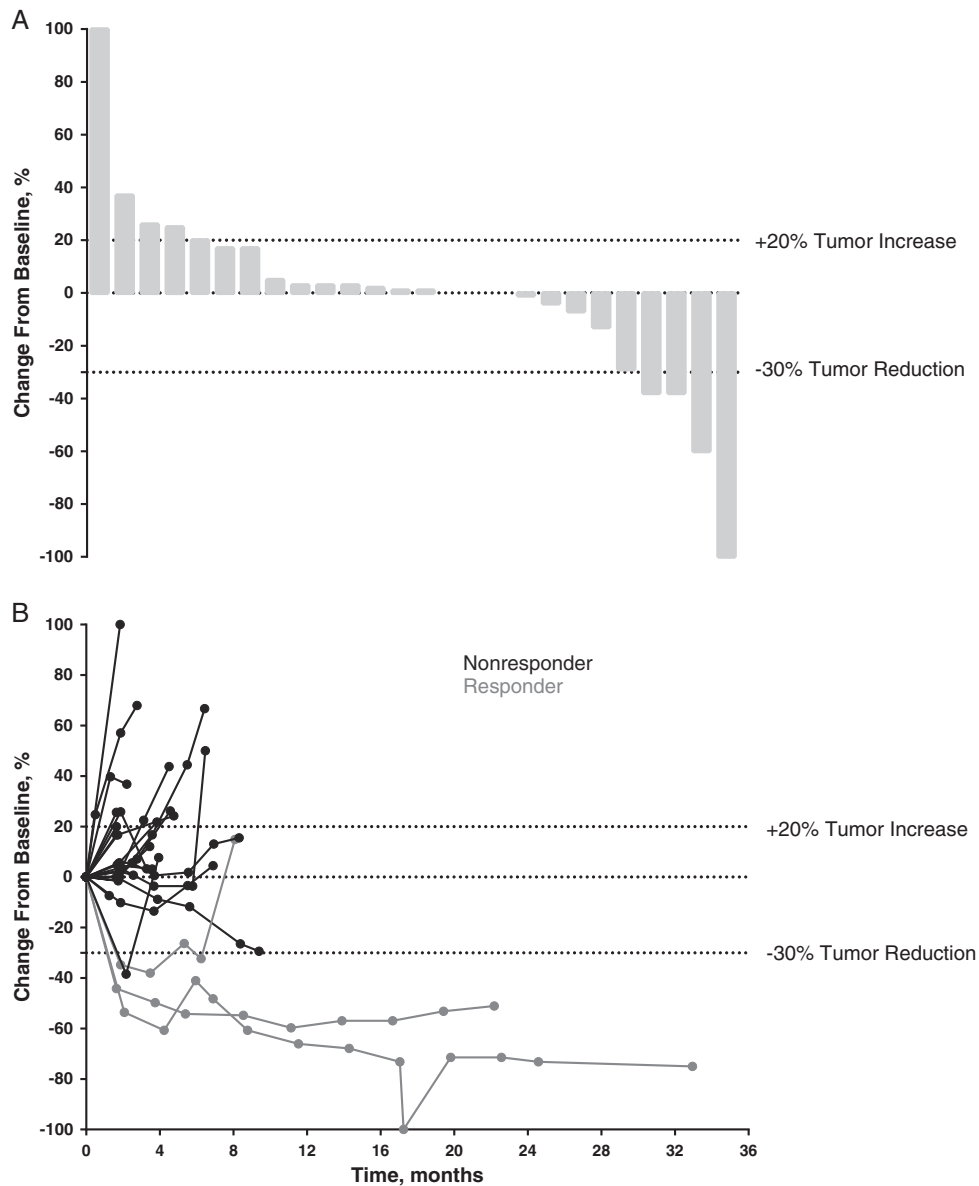 A
100
80
60
40
20
0
-20
-40
-60
-80
-100
Change From Baseline, %
+20% Tumor Increase
-30% Tumor Reduction
B
100
80
60
40
20
0
-20
-40
-60
-80
-100
Change From Baseline, %
Nonresponder
Responder
+20% Tumor Increase
-30% Tumor Reduction
0 4 8 12 16 20 24 28 32 36
Time, months